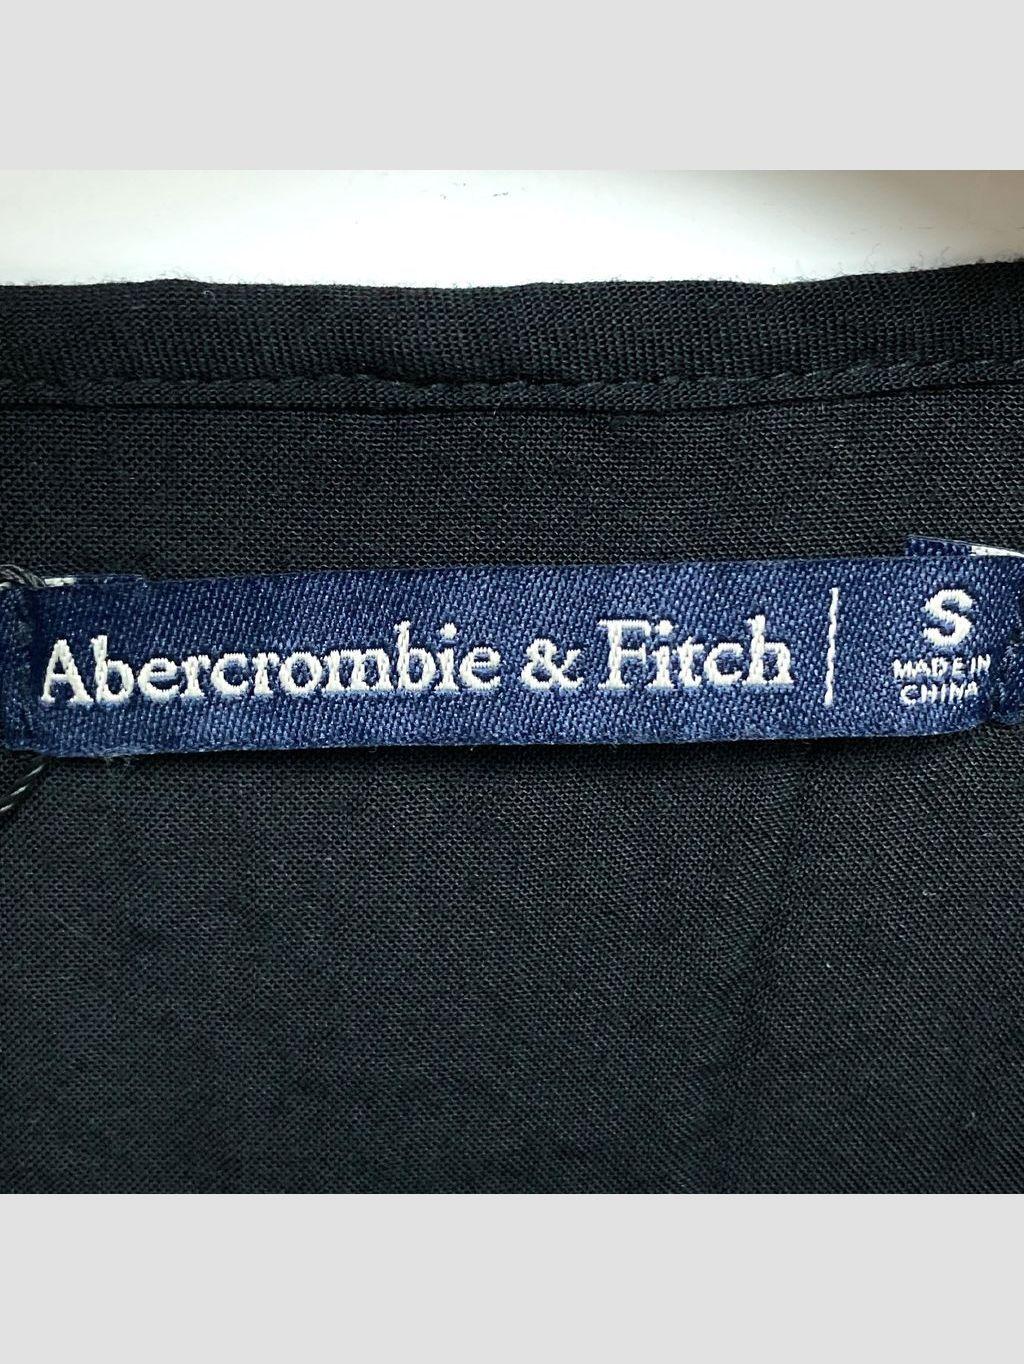 Abercrombie & Fitch
S
MADE IN
CHINA